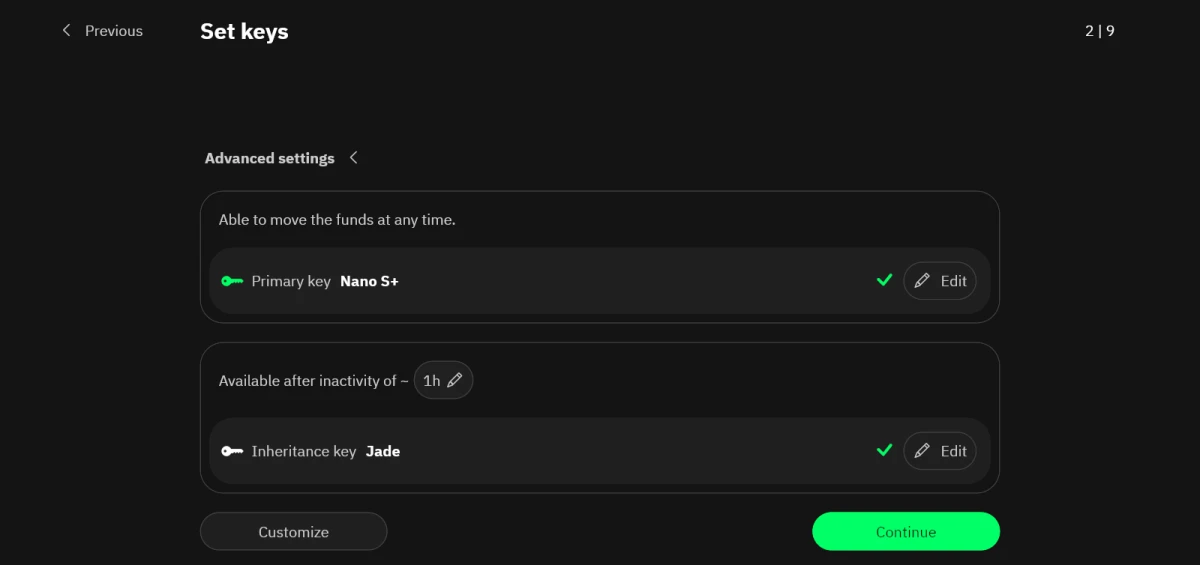 Previous
Set keys
2 | 9
Advanced settings
Able to move the funds at any time.
Primary key Nano S+ Edit
Available after inactivity of ~ 1h
Inheritance key Jade Edit
Customize
Continue